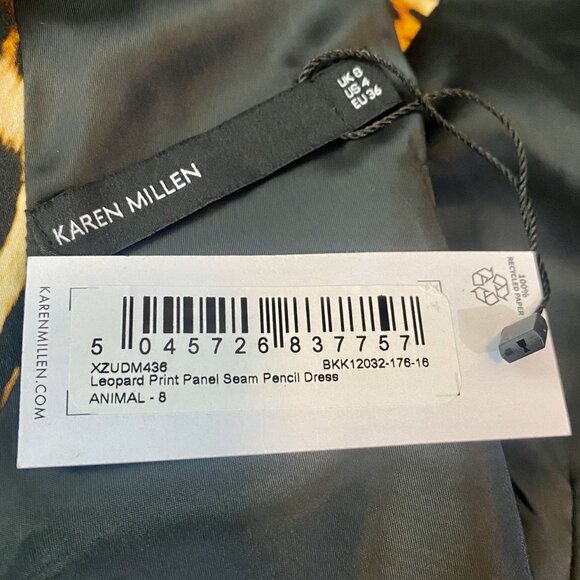 KAREN MILLEN
UK 8
US 4
EU 36
KARENMILLEN.COM
100%
RECYCLED PAPER
5 045726 837757
XZUDM436 BKK12032-176-16
Leopard Print Panel Seam Pencil Dress
ANIMAL - 8